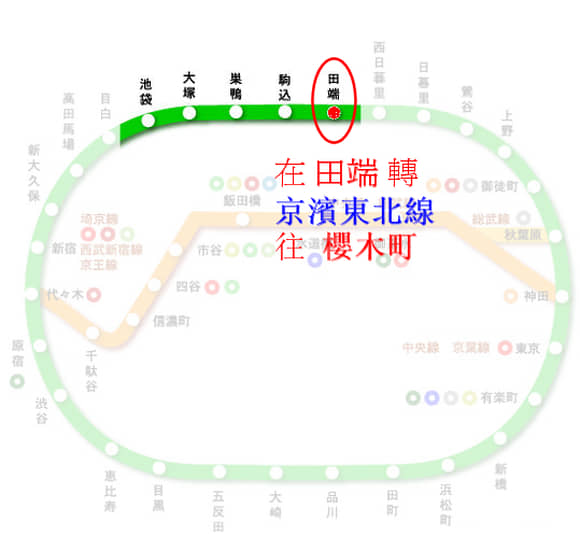 池袋
大塚
巣鴨
駒込
田端
西日暮里
日暮里
鶯谷
上野
目白
高田馬場
新大久保
在 田端 轉
京濱東北線
往 櫻木町
飯田橋
御徒町
埼京線
西武新宿線
京王線
新宿
市谷
水道
総武線
秋葉原
代々木
四谷
信濃町
神田
千駄谷
原宿
中央線 京葉線 東京
渋谷
有楽町
恵比寿
目黒
五反田
大崎
品川
田町
浜松町
新橋